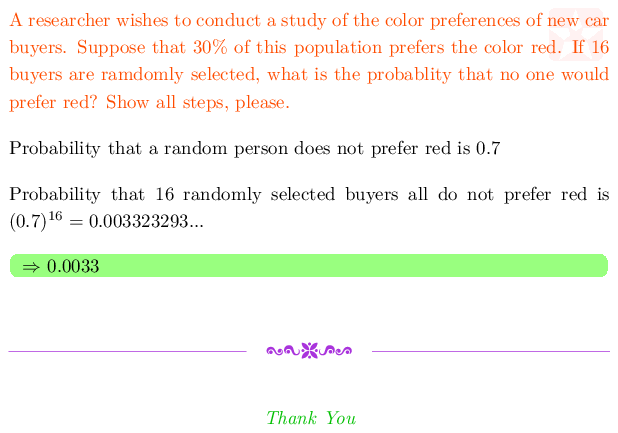 A researcher wishes to conduct a study of the color preferences of new car
buyers. Suppose that 30% of this population prefers the color red. If 16
buyers are ramdomly selected, what is the probablity that no one would
prefer red? Show all steps, please.
Probability that a random person does not prefer red is 0.7
Probability that 16 randomly selected buyers all do not prefer red is
(0.7)^16 = 0.003323293...
⇒ 0.0033
Thank You